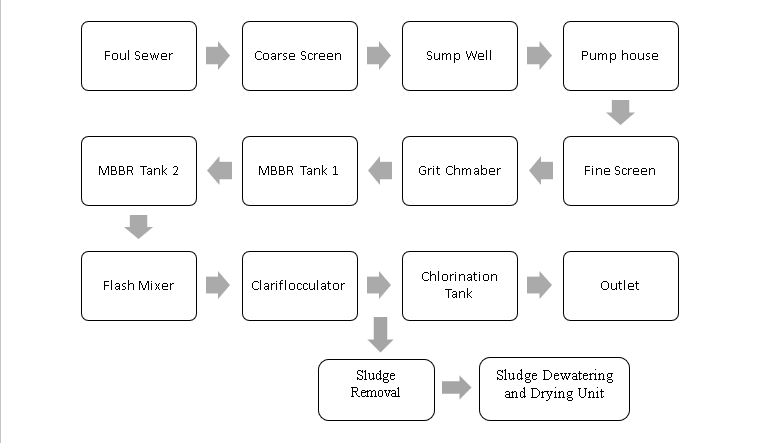 Foul Sewer
Coarse Screen
Sump Well
Pump house
MBBR Tank 2
MBBR Tank 1
Grit Chmaber
Fine Screen
Flash Mixer
Clariflocculator
Chlorination
Tank
Outlet
Sludge
Removal
Sludge Dewatering
and Drying Unit